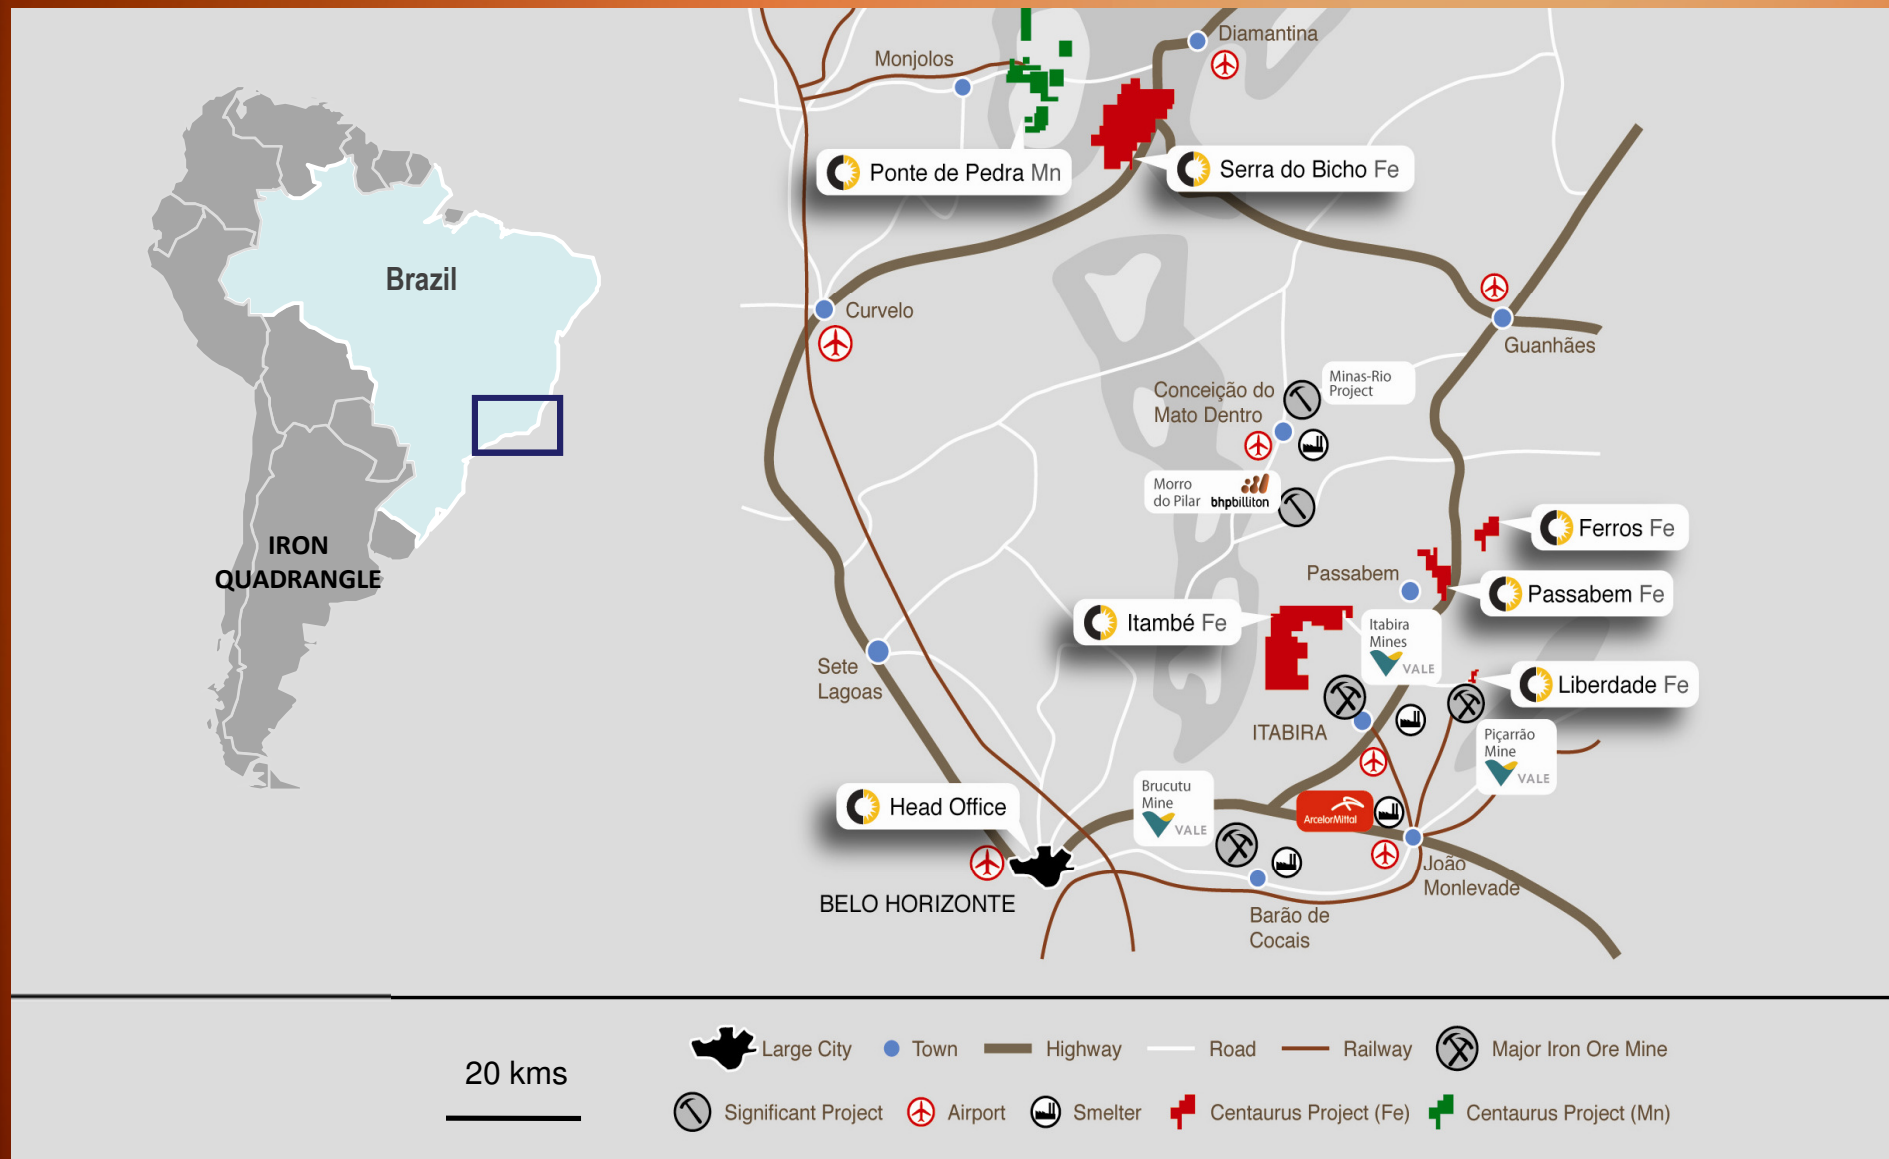 Brazil
IRON
QUADRANGLE
Diamantina
Monjolos
Ponte de Pedra Mn
Serra do Bicho Fe
Curvelo
Guanhães
Conceição do
Mato Dentro
Minas-Rio
Project
Morro
do Pilar
bhpbilliton
Ferros Fe
Passabem
Passabem Fe
Itambé Fe
Itabira
Mines
VALE
Sete
Lagoas
Liberdade Fe
ITABIRA
Piçarrão
Mine
VALE
Head Office
Brucutu
Mine
VALE
ArcelorMittal
João
Monlevade
BELO HORIZONTE
Barão de
Cocais
20 kms
Large City
Town
Highway
Road
Railway
Major Iron Ore Mine
Significant Project
Airport
Smelter
Centaurus Project (Fe)
Centaurus Project (Mn)